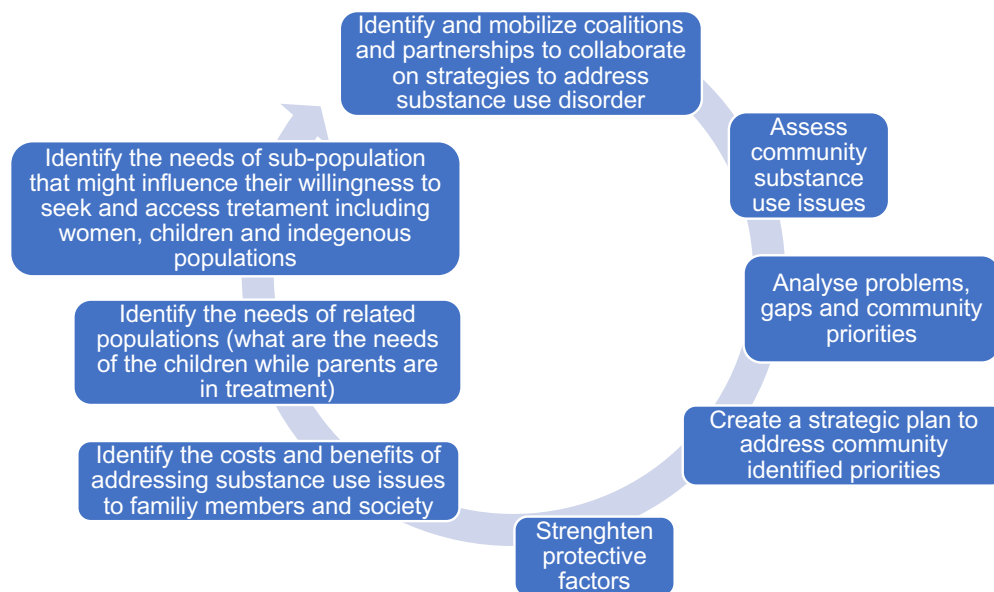 Identify and mobilize coalitions
and partnerships to collaborate
on strategies to address
substance use disorder
Assess
community
substance
use issues
Analyse problems,
gaps and community
priorities
Create a strategic plan to
address community
identified priorities
Strenghten
protective
factors
Identify the costs and benefits of
addressing substance use issues
to familiy members and society
Identify the needs of related
populations (what are the needs
of the children while parents are
in treatment)
Identify the needs of sub-population
that might influence their willingness to
seek and access tretament including
women, children and indegenous
populations